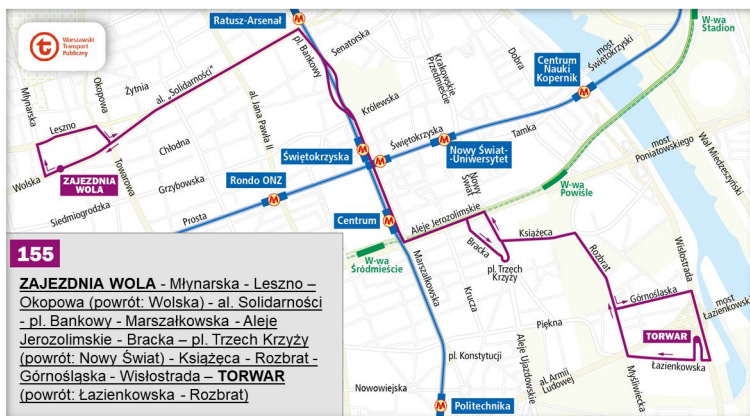 Warszawski
Transport
Publiczny
Ratusz-Arsenał
Senatorska
pl. Bankowy
W-wa
Stadion
Centrum
Nauki
Kopernik
most
Świętokrzyski
Dobra
Krakowskie
Przedmieście
Młynarska
Okopowa
Żytnia
al. „Solidarności"
al. Jana Pawła II
Królewska
Leszno
Chłodna
Świętokrzyska
Świętokrzyska
Tamka
Nowy Świat-
-Uniwersytet
most
Poniatowskiego
Wał Miedzeszyński
Wolska
ZAJEZDNIA
WOLA
Towarowa
Grzybowska
Rondo ONZ
Siedmiogrodzka
Prosta
Centrum
Nowy
Świat
W-wa
Powiśle
Aleje Jerozolimskie
Bracka
Książęca
pl. Trzech
Krzyży
Rozbrat
Wisłostrada
W-wa
Śródmieście
Marszałkowska
Krucza
Górnośląska
most
Łazienkowski
Piękna
TORWAR
Aleje Ujazdowskie
pl. Konstytucji
al. Armii
Ludowej
Myśliwiecka
Łazienkowska
Nowowiejska
Politechnika
155
ZAJEZDNIA WOLA - Młynarska - Leszno –
Okopowa (powrót: Wolska) - al. Solidarności
- pl. Bankowy - Marszałkowska - Aleje
Jerozolimskie - Bracka – pl. Trzech Krzyży
(powrót: Nowy Świat) - Książęca - Rozbrat -
Górnośląska - Wisłostrada – TORWAR
(powrót: Łazienkowska - Rozbrat)